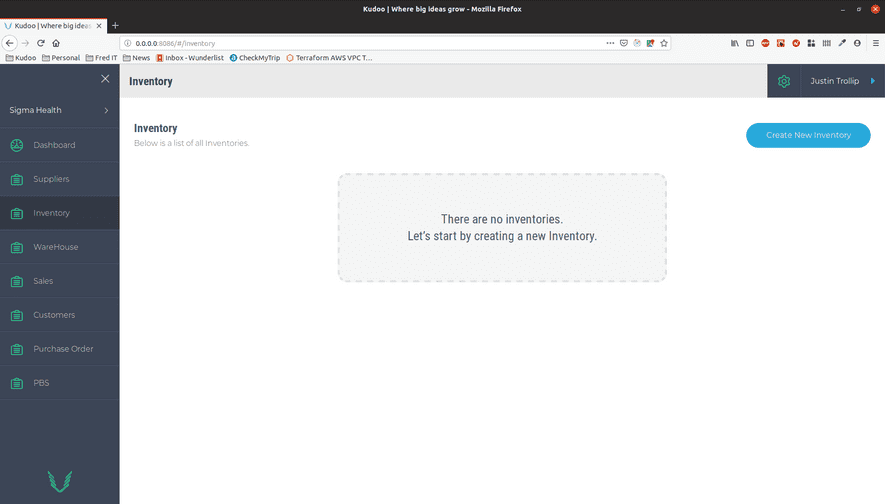 Kudoo | Where big ideas grow - Mozilla Firefox
Kudoo | Where big ideas
0.0.0.0:8086/#/inventory
Kudoo
Personal
Fred IT
News
Inbox - Wunderlist
CheckMyTrip
Terraform AWS VPC T…
Inventory
Justin Trollip
Sigma Health
Dashboard
Suppliers
Inventory
WareHouse
Sales
Customers
Purchase Order
PBS
Inventory
Below is a list of all Inventories.
Create New Inventory
There are no inventories.
Let's start by creating a new Inventory.